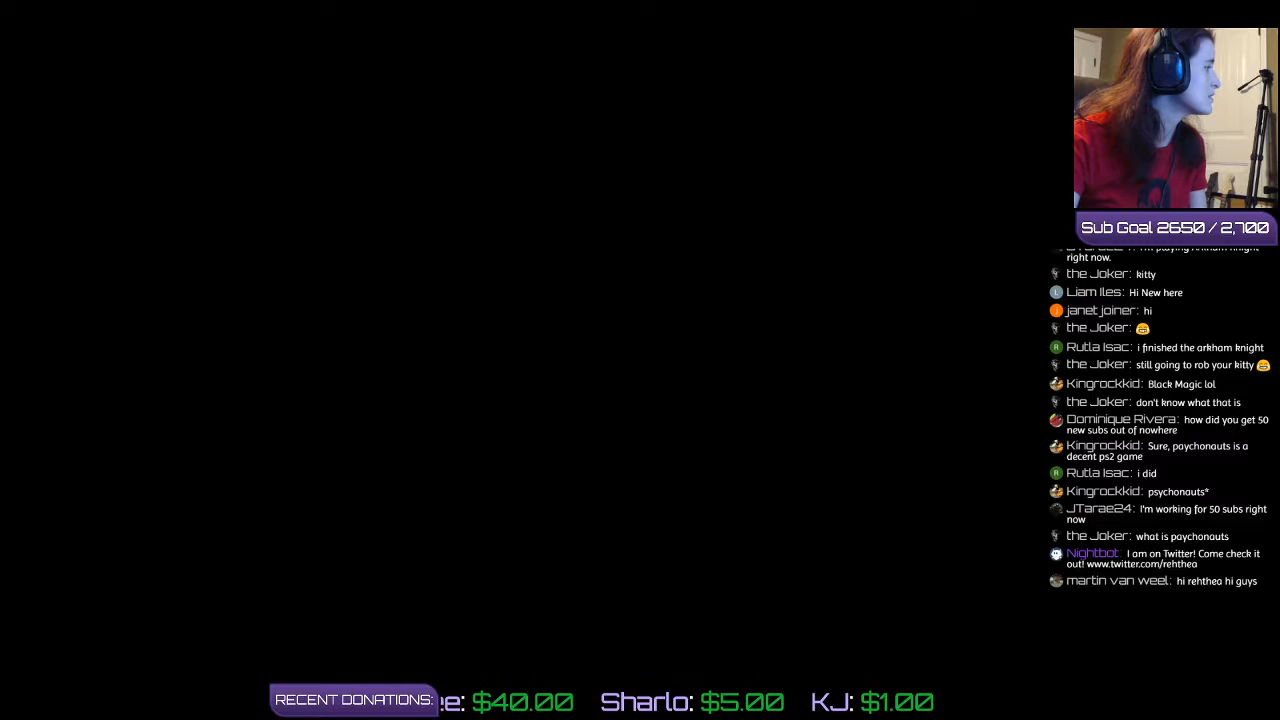 Sub Goal 2650 / 2,700
right now.
the Joker: kitty
Liam Iles: Hi New here
janet joiner: hi
the Joker: 😂
Rutla Isac: i finished the arkham knight
the Joker: still going to rob your kitty 😂
Kingrockkid: Black Magic lol
the Joker: don't know what that is
Dominique Rivera: how did you get 50
new subs out of nowhere
Kingrockkid: Sure, paychonauts is a
decent ps2 game
Rutla Isac: i did
Kingrockkid: psychonauts*
JTarae24: I'm working for 50 subs right
now
the Joker: what is paychonauts
Nightbot: I am on Twitter! Come check it
out! www.twitter.com/rehthea
martin van weel: hi rehthea hi guys
RECENT DONATIONS: ee: $40.00 Sharlo: $5.00 KJ: $1.00